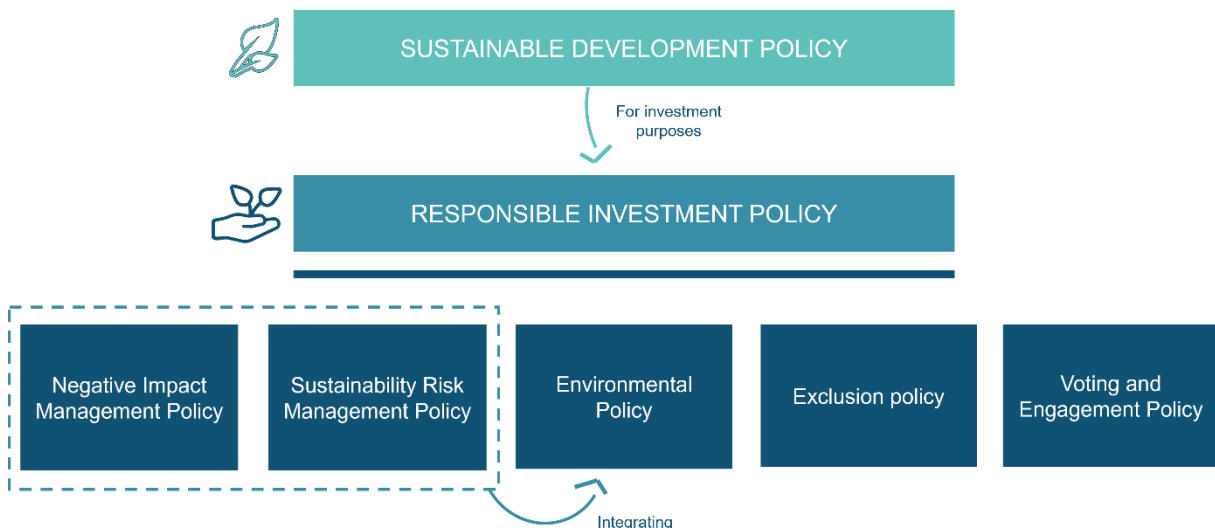 SUSTAINABLE DEVELOPMENT POLICY
For investment
purposes
RESPONSIBLE INVESTMENT POLICY
Negative Impact
Management Policy
Sustainability Risk
Management Policy
Environmental
Policy
Exclusion policy
Voting and
Engagement Policy
Integrating